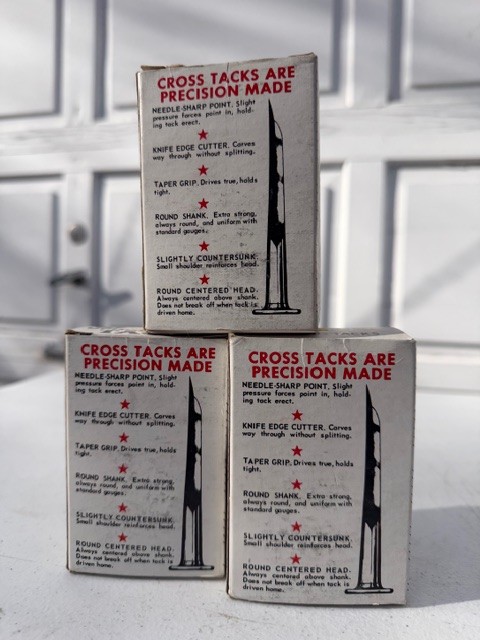 CROSS TACKS ARE
PRECISION MADE
NEEDLE-SHARP POINT. Slight
pressure forces point in, hold-
ing tack erect.
KNIFE EDGE CUTTER. Carves
way through without splitting.
TAPER GRIP. Drives true, holds
tight.
ROUND SHANK. Extra strong,
always round, and uniform with
standard gauges.
SLIGHTLY COUNTERSUNK.
Small shoulder reinforces head.
ROUND CENTERED HEAD.
Always centered above shank.
Does not break off when tack is
driven home.
CROSS TACKS ARE
PRECISION MADE
NEEDLE-SHARP POINT. Slight
pressure forces point in, hold-
ing tack erect.
KNIFE EDGE CUTTER. Carves
way through without splitting.
TAPER GRIP. Drives true, holds
tight.
ROUND SHANK. Extra strong,
always round, and uniform with
standard gauges.
SLIGHTLY COUNTERSUNK.
Small shoulder reinforces head.
ROUND CENTERED HEAD.
Always centered above shank.
Does not break off when tack is
driven home.
CROSS TACKS ARE
PRECISION MADE
NEEDLE-SHARP POINT. Slight
pressure forces point in, hold-
ing tack erect.
KNIFE EDGE CUTTER. Carves
way through without splitting.
TAPER GRIP. Drives true, holds
tight.
ROUND SHANK. Extra strong,
always round, and uniform with
standard gauges.
SLIGHTLY COUNTERSUNK.
Small shoulder reinforces head.
ROUND CENTERED HEAD.
Always centered above shank.
Does not break off when tack is
driven home.